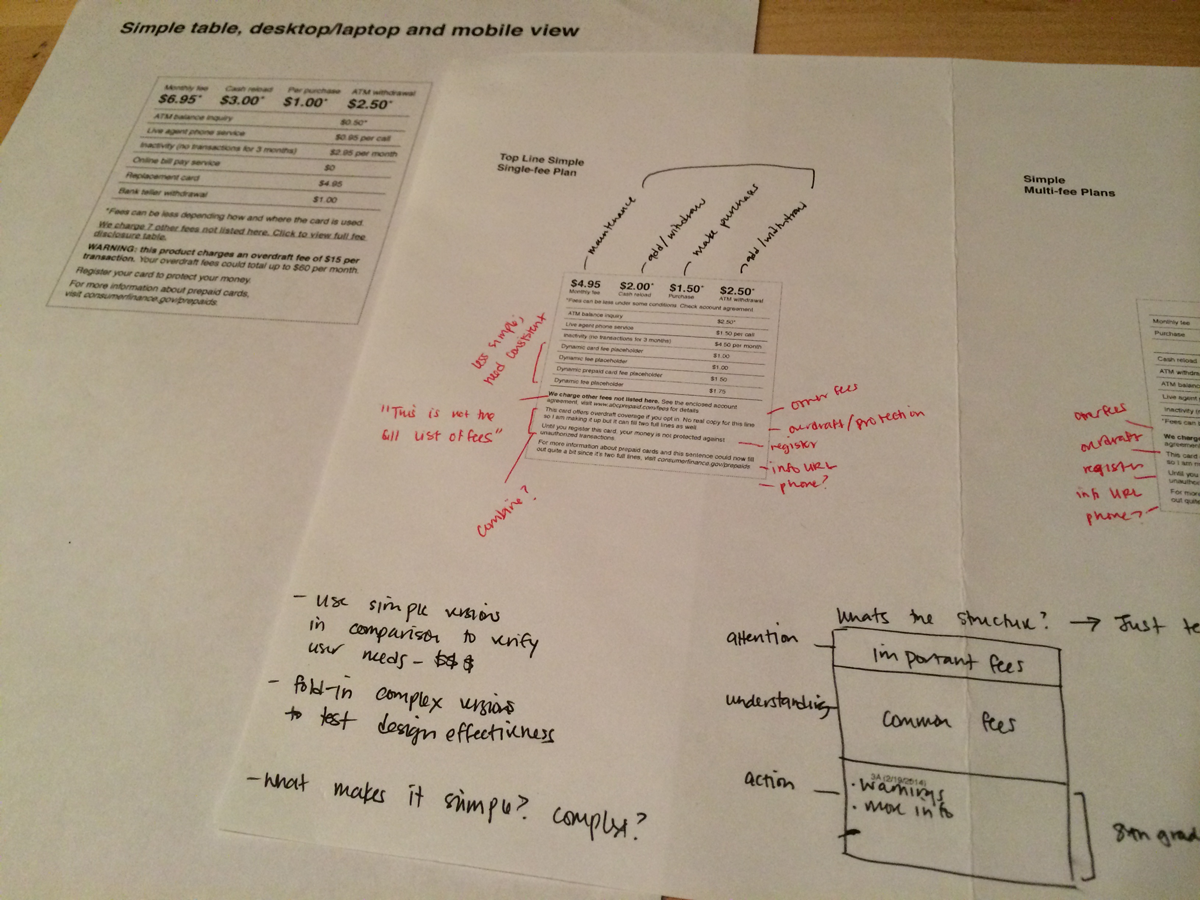 Simple table, desktop/laptop and mobile view
Monthly fee Cash reload Per purchase ATM withdrawal
$6.95* $3.00* $1.00* $2.50*
ATM balance inquiry $0.50*
Live agent phone service $0.95 per call
Inactivity (no transactions for 3 months) $2.95 per month
Online bill pay service $0
Replacement card $4.95
Bank teller withdrawal $1.00
*Fees can be less depending how and where the card is used.
We charge 7 other fees not listed here. Click to view full fee
disclosure table.
WARNING: this product charges an overdraft fee of $15 per
transaction. Your overdraft fees could total up to $60 per month.
Register your card to protect your money.
For more information about prepaid cards,
visit consumerfinance.gov/prepaids.
Top Line Simple
Single-fee Plan
- maintenance
- add/withdraw
- make purchases
- add/withdraw
$4.95 $2.00* $1.50* $2.50*
Monthly fee Cash reload Purchase ATM withdrawal
*Fees can be less under some conditions. Check account agreement
ATM balance inquiry $2.50*
Live agent phone service $1.50 per call
Inactivity (no transactions for 3 months) $4.50 per month
Dynamic card fee placeholder $1.00
Dynamic fee placeholder $1.00
Dynamic prepaid card fee placeholder $1.50
Dynamic fee placeholder $1.75
We charge other fees not listed here. See the enclosed account
agreement, visit www.abcprepaid.com/fees for details
This card offers overdraft coverage if you opt in. No real copy for this line
so I am making it up but it can fill two full lines as well
Until you register this card, your money is not protected against
unauthorized transactions.
For more information about prepaid cards and this sentence could now fill
out quite a bit since it's two full lines, visit consumerfinance.gov/prepaids
less simple;
need consistent
"This is not the
full list of fees"
combine?
- other fees
- overdraft/protection
- register
- info URL
- phone?
Simple
Multi-fee Plans
Monthly fee
Purchase
Cash reload
ATM withdraw
ATM balance
Live agent
Inactivity
*Fees can
We charge
agreement
This card
so I am
Until you
unauthor
For more
out quite
other fees
overdraft
register
info URL
phone?
- use simple versions
in comparison to verify
user needs - $$$
- fold-in complex versions
to test design effectiveness
- what makes it simple? complex?
whats the structure? → Just te
attention - important fees
understanding - common fees
action -
3A (2/19/2014)
· warnings
· more info
8th grad